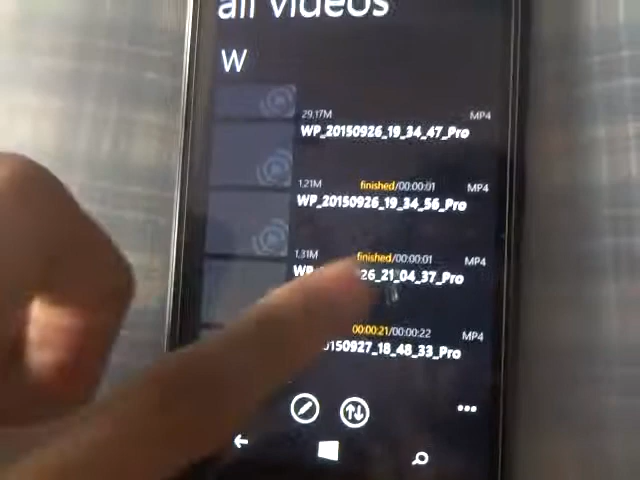 all videos
W
29.17M MP4
WP_20150926_19_34_47_Pro
1.21M finished/00:00:01 MP4
WP_20150926_19_34_56_Pro
1.31M finished/00:00:01 MP4
26_21_04_37_Pro
00:00:21/00:00:22 MP4
150927_18_48_33_Pro